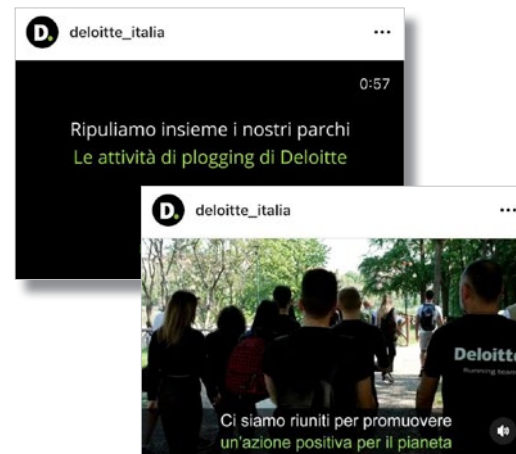 D.
deloitte_italia
0:57
Ripuliamo insieme i nostri parchi
Le attività di plogging di Deloitte
D.
deloitte_italia
Deloitte
Running team
Ci siamo riuniti per promuovere
un'azione positiva per il pianeta